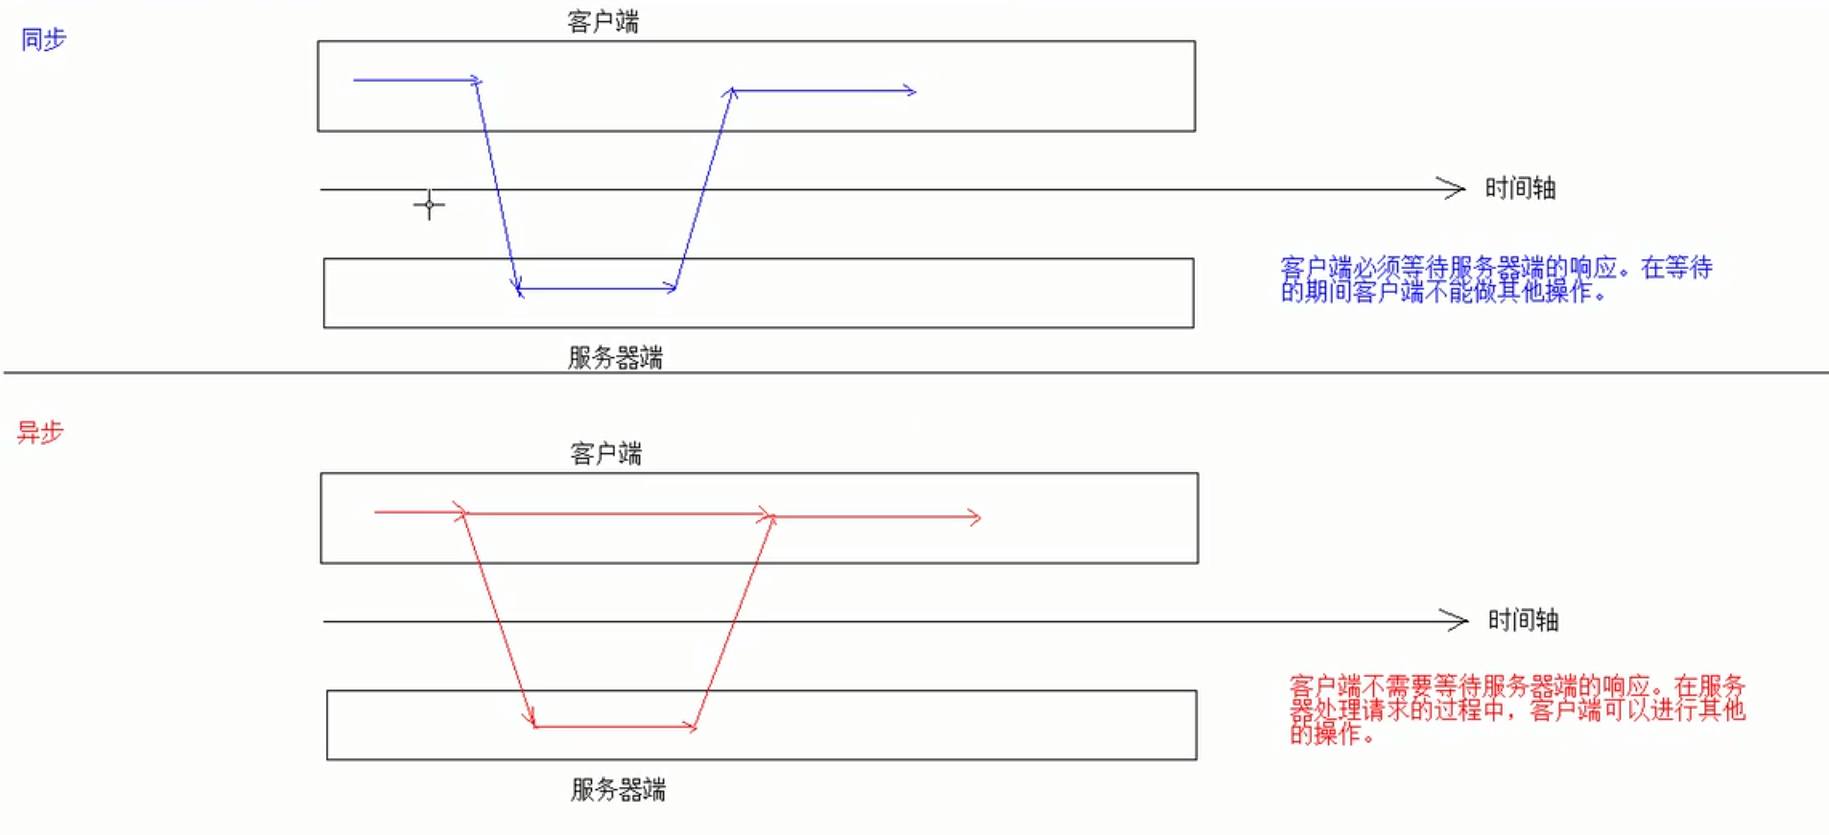 客户端
同步
时间轴
客户端必须等待服务器端的响应。在等待
的期间客户端不能做其他操作。
服务器端
异步
客户端
时间轴
客户端不需要等待服务器端的响应。在服务
器处理请求的过程中，客户端可以进行其他
的操作。
服务器端